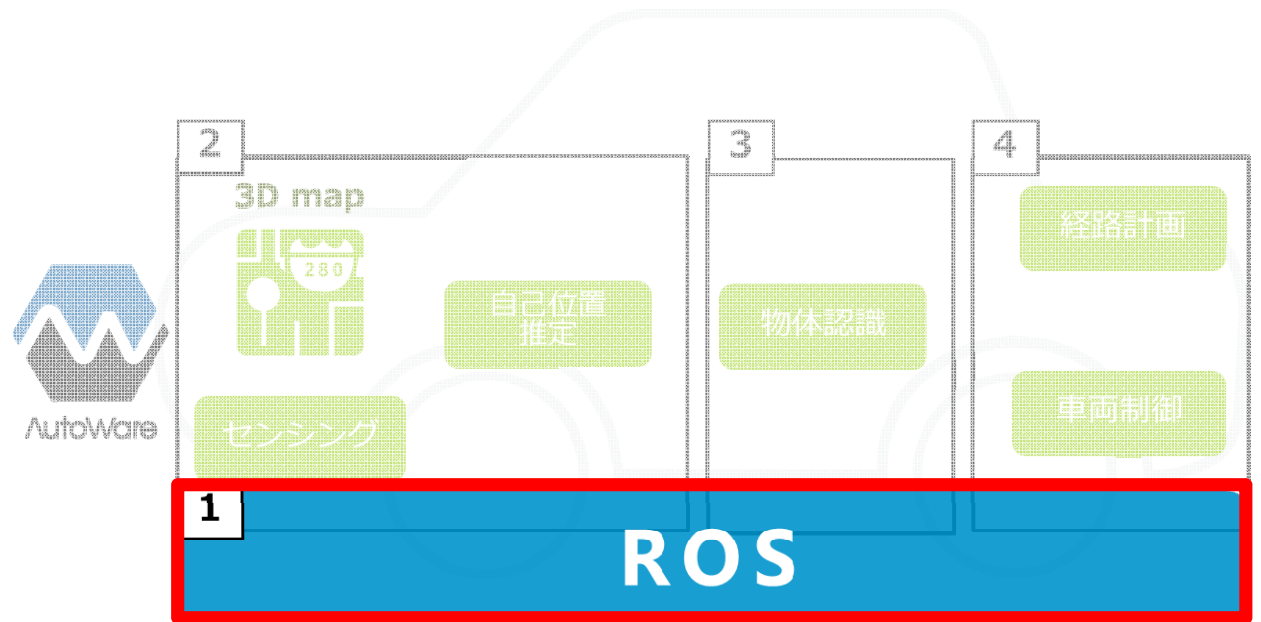 2
3D map
280
自己位置
推定
センシング
3
物体認識
4
経路計画
車両制御
AutoWare
1
ROS